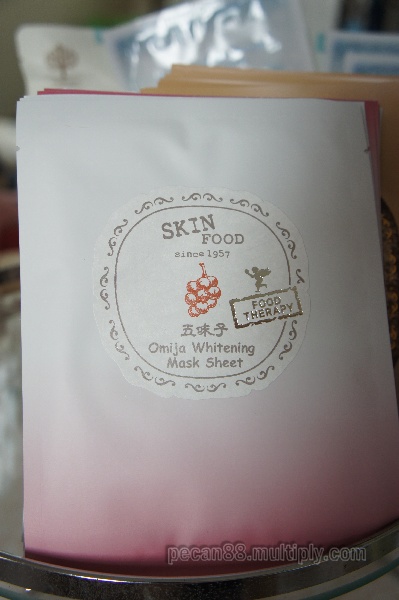 SKIN
FOOD
since 1957
FOOD
THERAPY
五味子
Omija Whitening
Mask Sheet
pecan88.multiply.com